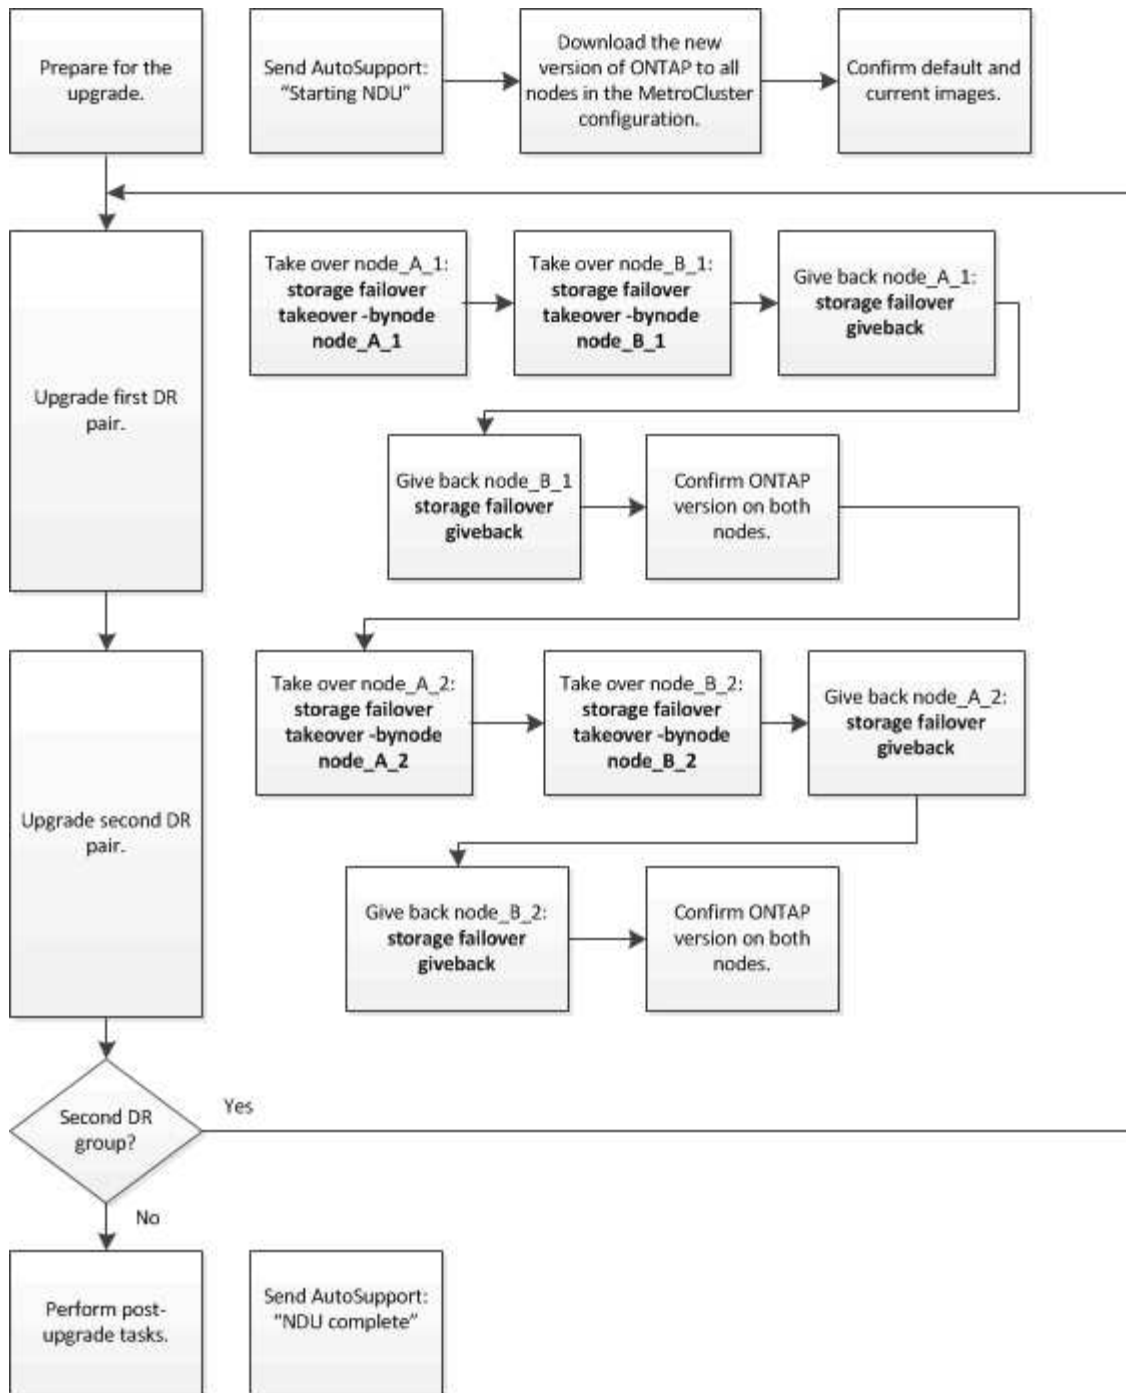 Prepare for the
upgrade.
Send AutoSupport:
“Starting NDU”
Download the new
version of ONTAP to all
nodes in the MetroCluster
configuration.
Confirm default and
current images.
Upgrade first DR
pair.
Take over node_A_1:
storage failover
takeover -bynode
node_A_1
Take over node_B_1:
storage failover
takeover -bynode
node_B_1
Give back node_A_1:
storage failover
giveback
Give back node_B_1
storage failover
giveback
Confirm ONTAP
version on both
nodes.
Upgrade second DR
pair.
Take over node_A_2:
storage failover
takeover -bynode
node_A_2
Take over node_B_2:
storage failover
takeover -bynode
node_B_2
Give back node_A_2:
storage failover
giveback
Give back node_B_2:
storage failover
giveback
Confirm ONTAP
version on both
nodes.
Second DR
group?
Yes
No
Perform post-
upgrade tasks.
Send AutoSupport:
“NDU complete”